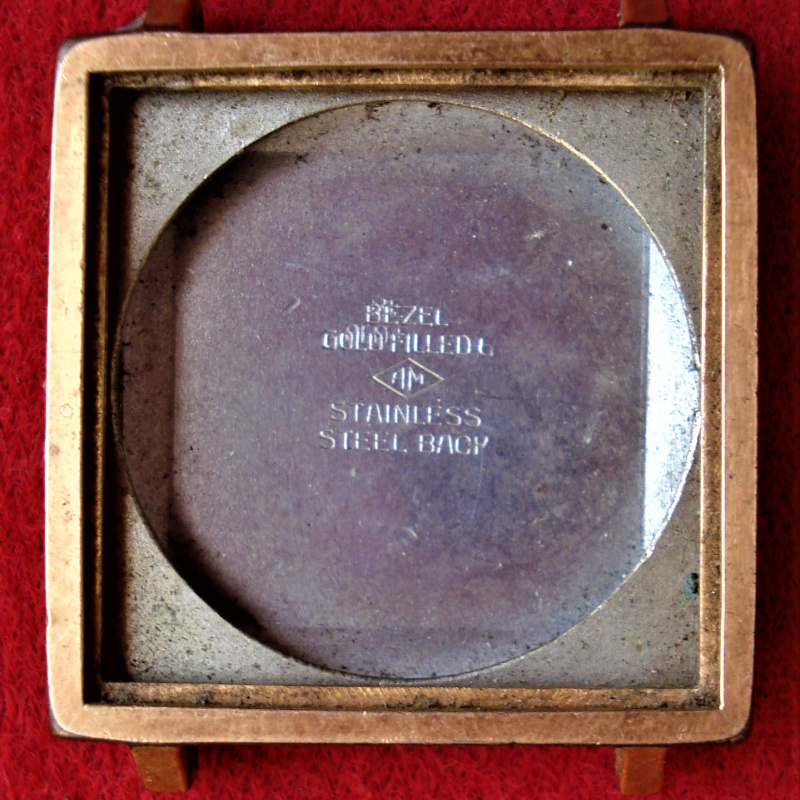 BEZEL
GOLD FILLED G
AM
STAINLESS
STEEL BACK